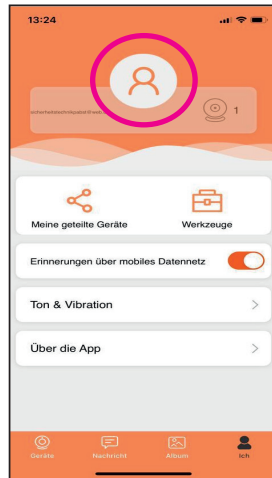 13:24
1
Meine geteilte Geräte
Werkzeuge
Erinnerungen über mobiles Datennetz
Ton & Vibration
Über die App
Geräte
Nachricht
Album
Ich